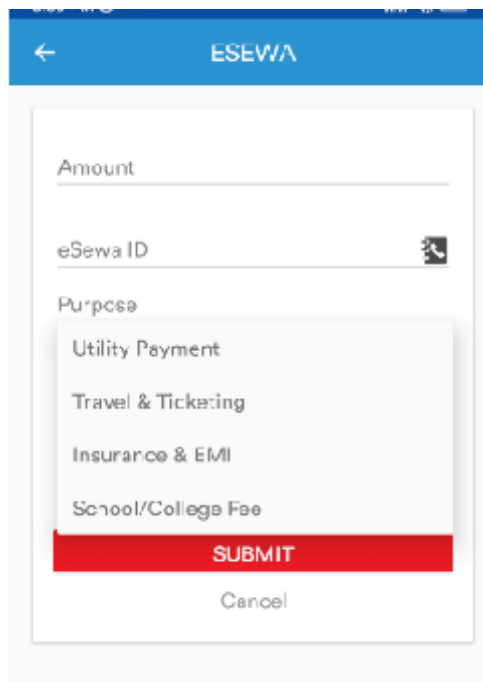 ESEWA
Amount
eSewa ID
Purpose
Utility Payment
Travel & Ticketing
Insurance & EMI
School/College Fee
SUBMIT
Cancel